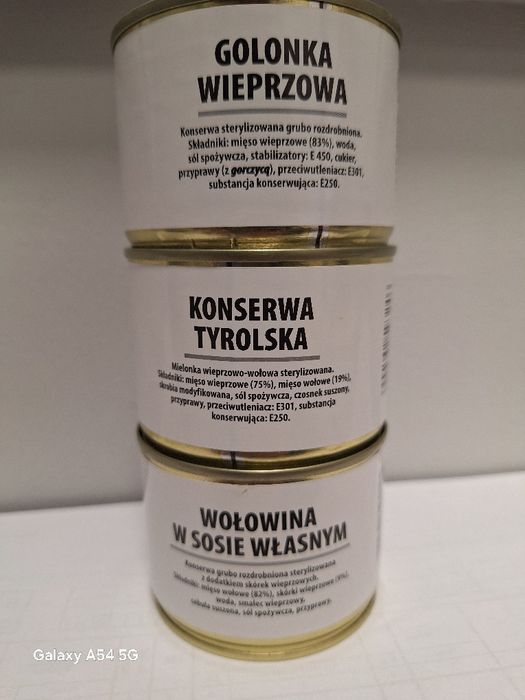 GOLONKA
WIEPRZOWA
Konserwa sterylizowana grubo rozdrobniona.
Składniki: mięso wieprzowe (83%), woda,
sól spożywcza, stabilizatory: E 450, cukier,
przyprawy (z gorczycą), przeciwutleniacz: E301,
substancja konserwująca: E250.
KONSERWA
TYROLSKA
Mielonka wieprzowo-wołowa sterylizowana.
Składniki: mięso wieprzowe (75%), mięso wołowe (19%),
skrobia modyfikowana, sól spożywcza, czosnek suszony,
przyprawy, przeciwutleniacz: E301, substancja
konserwująca: E250.
WOŁOWINA
W SOSIE WŁASNYM
Konserwa grubo rozdrobniona sterylizowana
z dodatkiem skórek wieprzowych.
Składniki: mięso wołowe (82%), skórki wieprzowe (9%),
woda, smalec wieprzowy,
cebula suszona, sól spożywcza, przyprawy.
Galaxy A54 5G